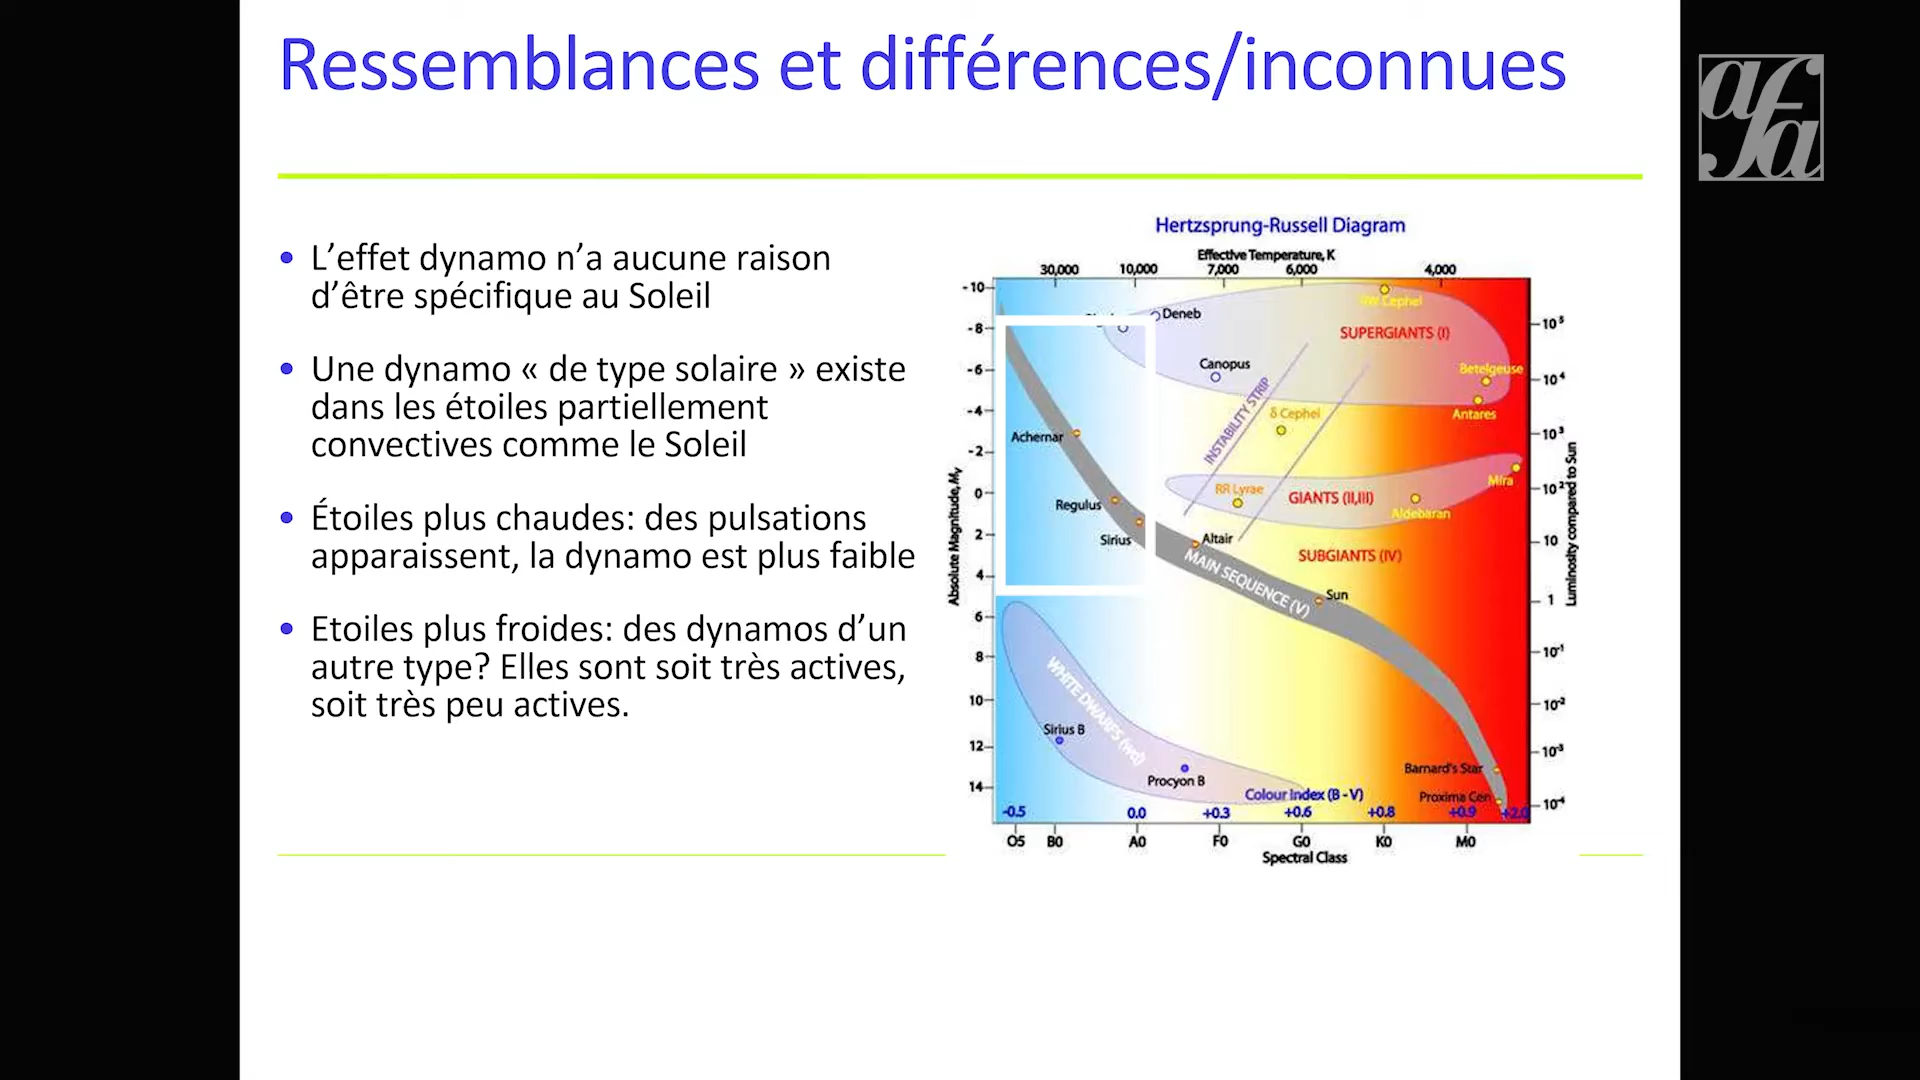 Ressemblances et différences/inconnues
afa
• L’effet dynamo n’a aucune raison
d’être spécifique au Soleil
• Une dynamo « de type solaire » existe
dans les étoiles partiellement
convectives comme le Soleil
• Étoiles plus chaudes: des pulsations
apparaissent, la dynamo est plus faible
• Etoiles plus froides: des dynamos d’un
autre type? Elles sont soit très actives,
soit très peu actives.
Hertzsprung-Russell Diagram
Effective Temperature, K
30,000 10,000 7,000 6,000 4,000
-10
-8
-6
-4
-2
0
2
4
6
8
10
12
14
Absolute Magnitude, Mv
10⁵
10⁴
10³
10²
10
1
10⁻¹
10⁻²
10⁻³
10⁻⁴
Luminosity compared to Sun
RW Cephei
Deneb
SUPERGIANTS (I)
Canopus
Betelgeuse
Antares
INSTABILITY STRIP
δ Cephei
Achernar
Mira
RR Lyrae
GIANTS (II,III)
Aldebaran
Regulus
Sirius
Altair
SUBGIANTS (IV)
MAIN SEQUENCE (V)
Sun
WHITE DWARFS (wd)
Sirius B
Procyon B
Barnard's Star
Proxima Cen
Colour Index (B - V)
-0.5 0.0 +0.3 +0.6 +0.8 +0.9 +2.0
O5 B0 A0 F0 G0 K0 M0
Spectral Class